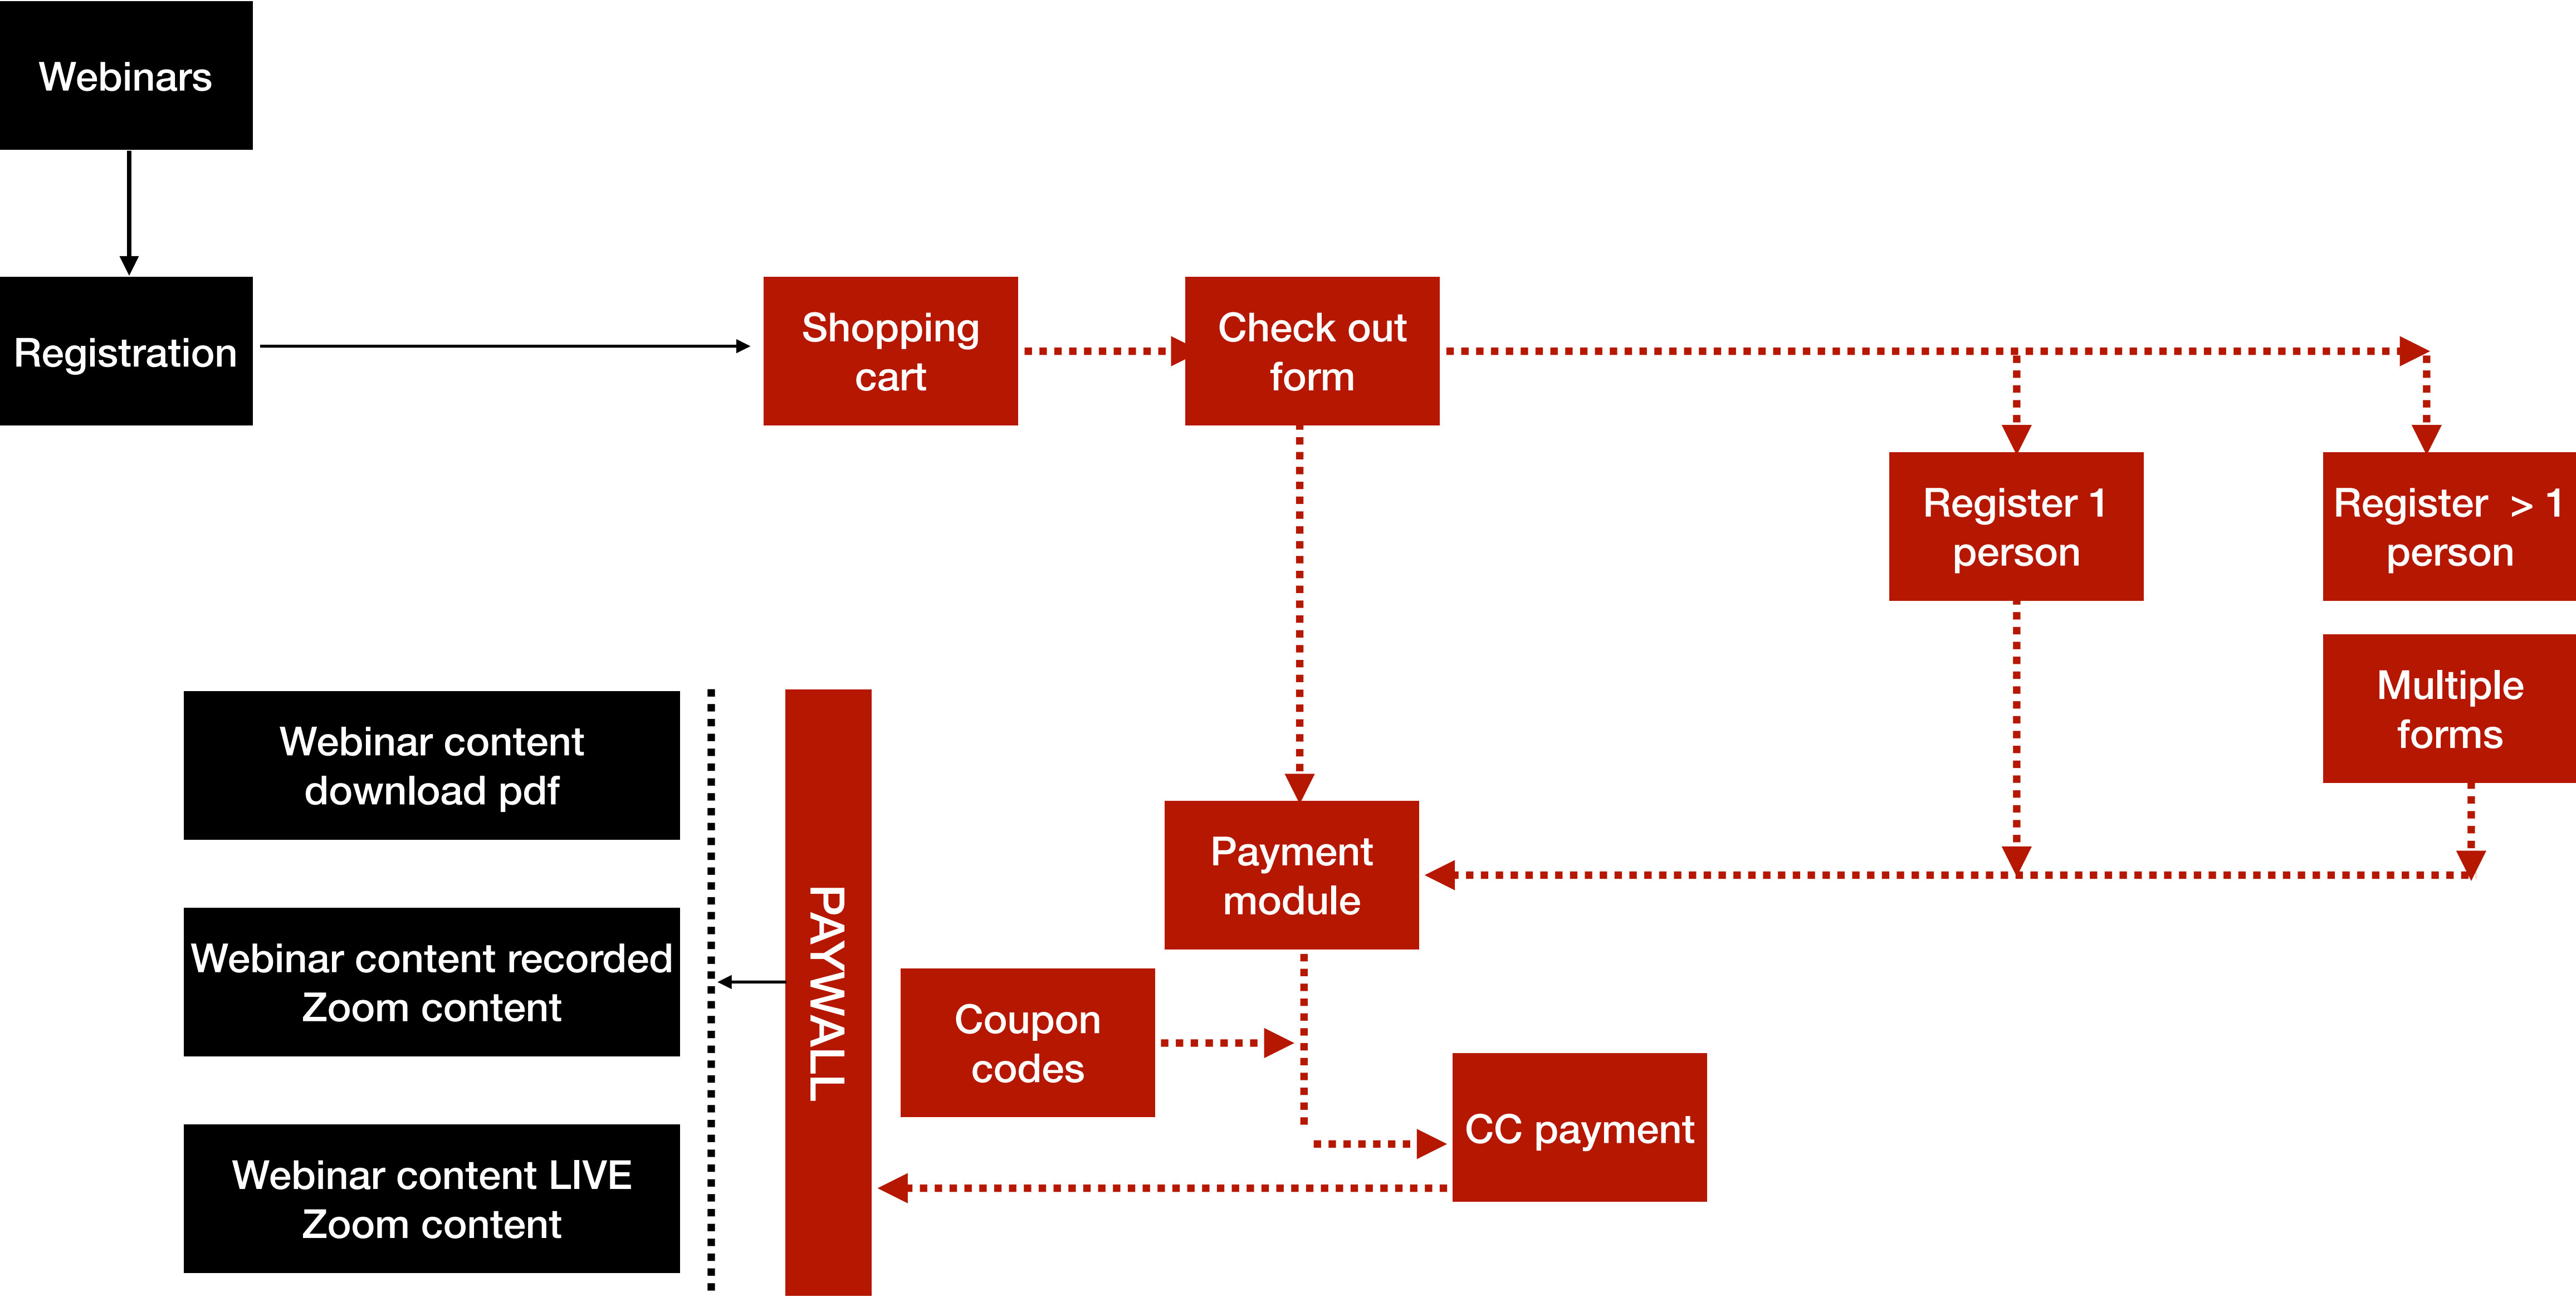 Webinars
Registration
Shopping
cart
Check out
form
Register 1
person
Register  > 1
person
Multiple
forms
Webinar content
download pdf
Webinar content recorded
Zoom content
Webinar content LIVE
Zoom content
PAYWALL
Payment
module
Coupon
codes
CC payment